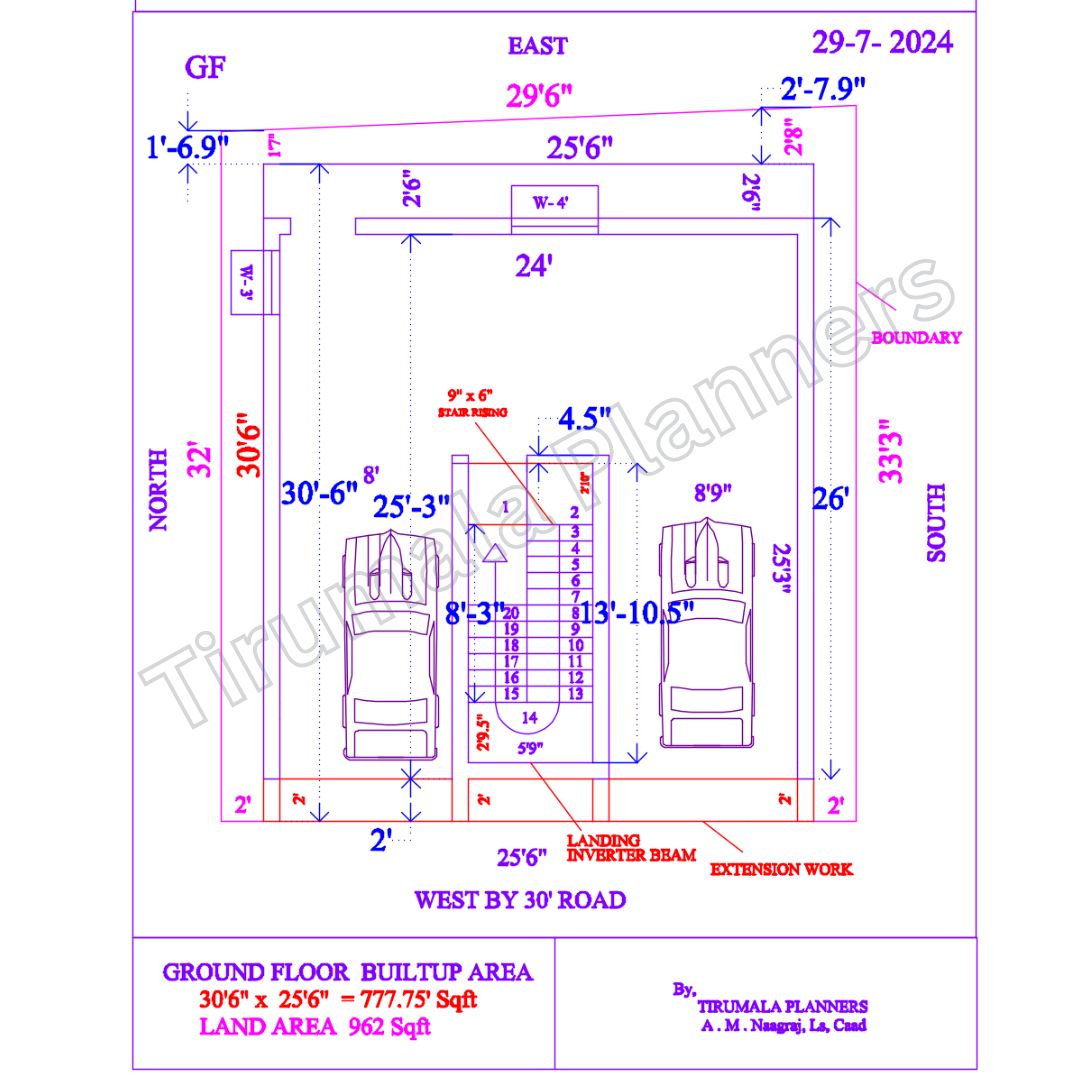 EAST
29-7- 2024
GF
29'6"
2'-7.9"
1'-6.9"
1'7"
25'6"
2'8"
2'6"
W- 4'
2'6"
24'
W- 3'
BOUNDARY
9" x 6"
STAIR RISING
4.5"
NORTH
32'
30'6"
30'-6"
8'
25'-3"
2'10"
8'9"
26'
33'3"
SOUTH
1
2
3
4
5
6
7
25'3"
8'-3"
13'-10.5"
20
8
19
9
18
10
17
11
16
12
15
13
14
2'9.5"
5'9"
2'
2'
2'
2'
2'
2'
LANDING
INVERTER BEAM
25'6"
EXTENSION WORK
WEST BY 30' ROAD
Tirumala Planners
GROUND FLOOR BUILTUP AREA
30'6" x 25'6" = 777.75' Sqft
LAND AREA 962 Sqft
By,
TIRUMALA PLANNERS
A . M . Naagraj, Ls, Caad